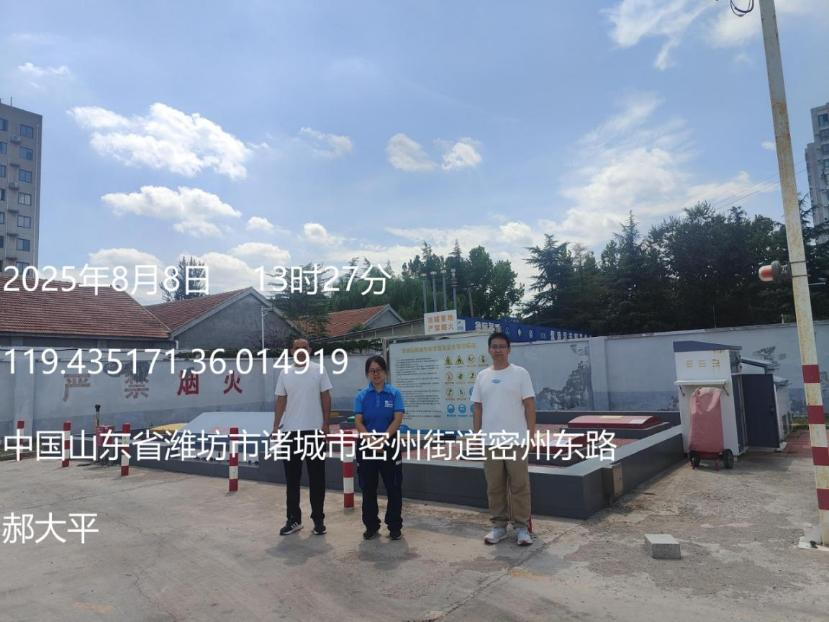 2025年8月8日 13时27分
119.435171,36.014919
严禁烟火
中国山东省潍坊市诸城市密州街道密州东路
郝大平